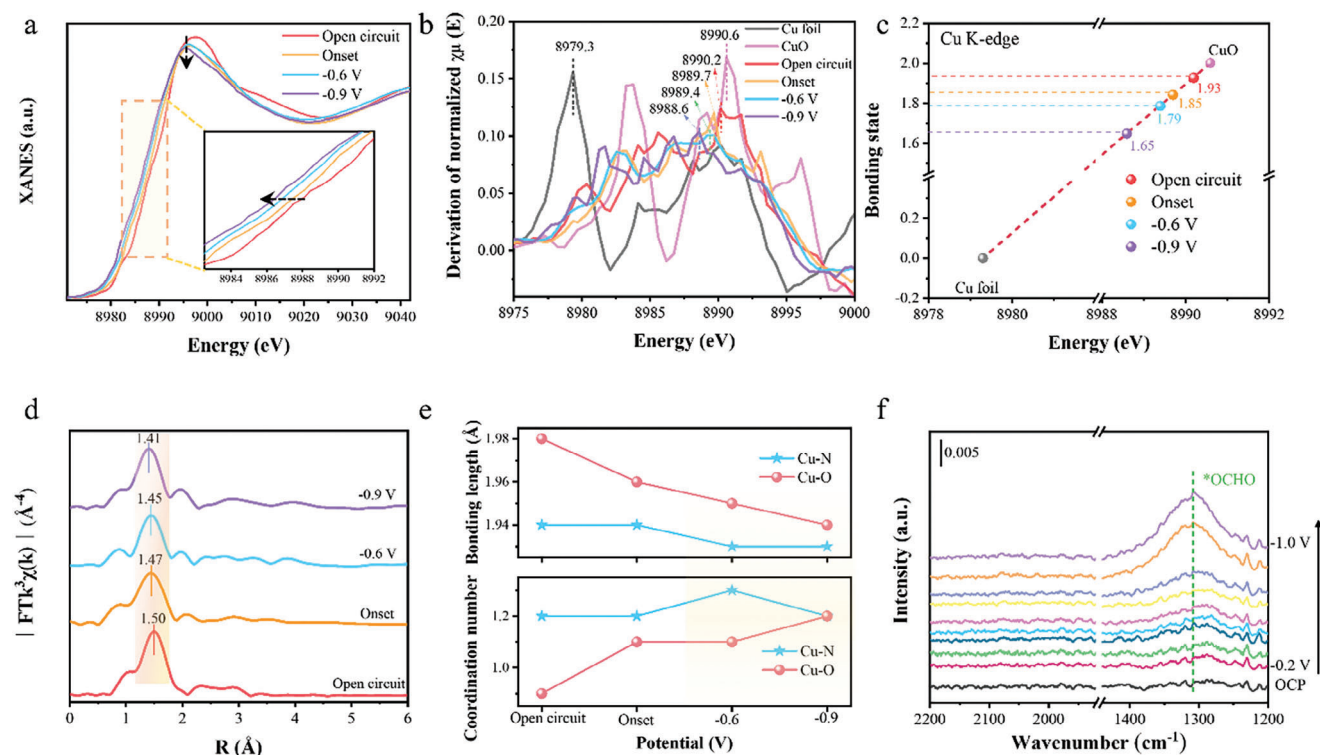 a
XANES (a.u.)
Open circuit
Onset
-0.6 V
-0.9 V
8984 8986 8988 8990 8992
8980 8990 9000 9010 9020 9030 9040
Energy (eV)
b
Derivation of normalized χμ (E)
0.20
0.15
0.10
0.05
0.00
8979.3
8990.6
8990.2
8989.7
8989.4
8988.6
Cu foil
CuO
Open circuit
Onset
-0.6 V
-0.9 V
8975 8980 8985 8990 8995 9000
Energy (eV)
c
Bonding state
2.2
2.0
1.8
1.6
0.2
0.0
-0.2
Cu K-edge
CuO
1.93
1.85
1.79
1.65
Open circuit
Onset
-0.6 V
-0.9 V
Cu foil
8978 8980 8988 8990 8992
Energy (eV)
d
| FTk³χ(k) | (Å⁻⁴)
1.41
-0.9 V
1.45
-0.6 V
1.47
Onset
1.50
Open circuit
0 1 2 3 4 5 6
R (Å)
e
Bonding length (Å)
1.98
1.96
1.94
Cu-N
Cu-O
Coordination number
1.2
1.0
Cu-N
Cu-O
Open circuit Onset -0.6 -0.9
Potential (V)
f
Intensity (a.u.)
0.005
*OCHO
-1.0 V
-0.2 V
OCP
2200 2100 2000 1400 1300 1200
Wavenumber (cm⁻¹)